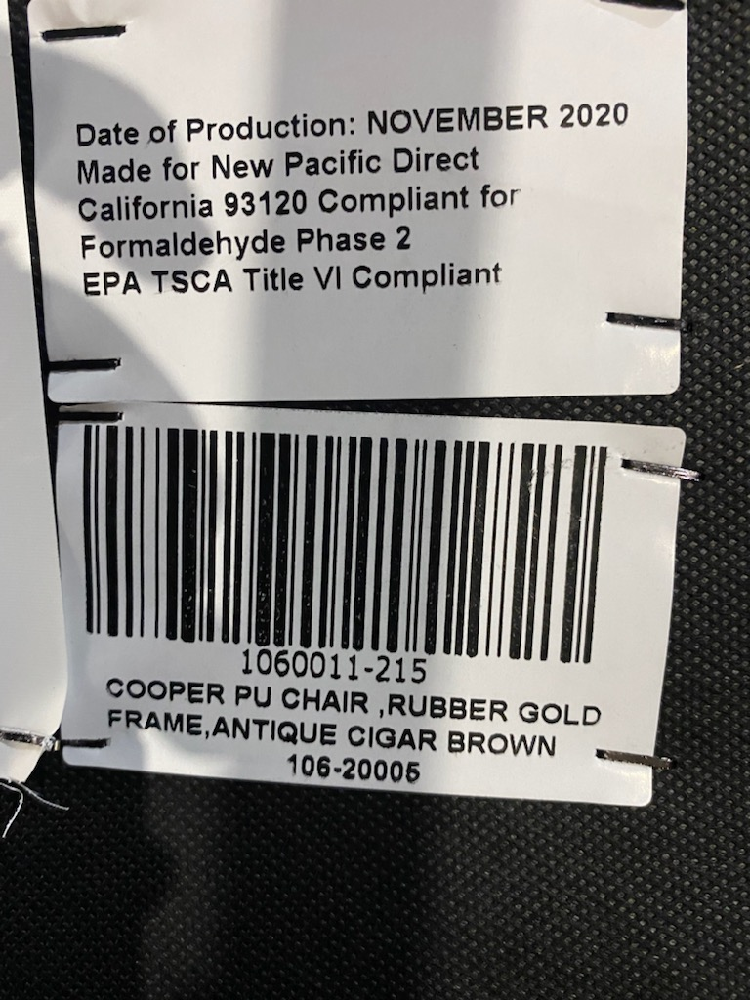 Date of Production: NOVEMBER 2020
Made for New Pacific Direct
California 93120 Compliant for
Formaldehyde Phase 2
EPA TSCA Title VI Compliant
1060011-215
COOPER PU CHAIR ,RUBBER GOLD
FRAME,ANTIQUE CIGAR BROWN
106-20005